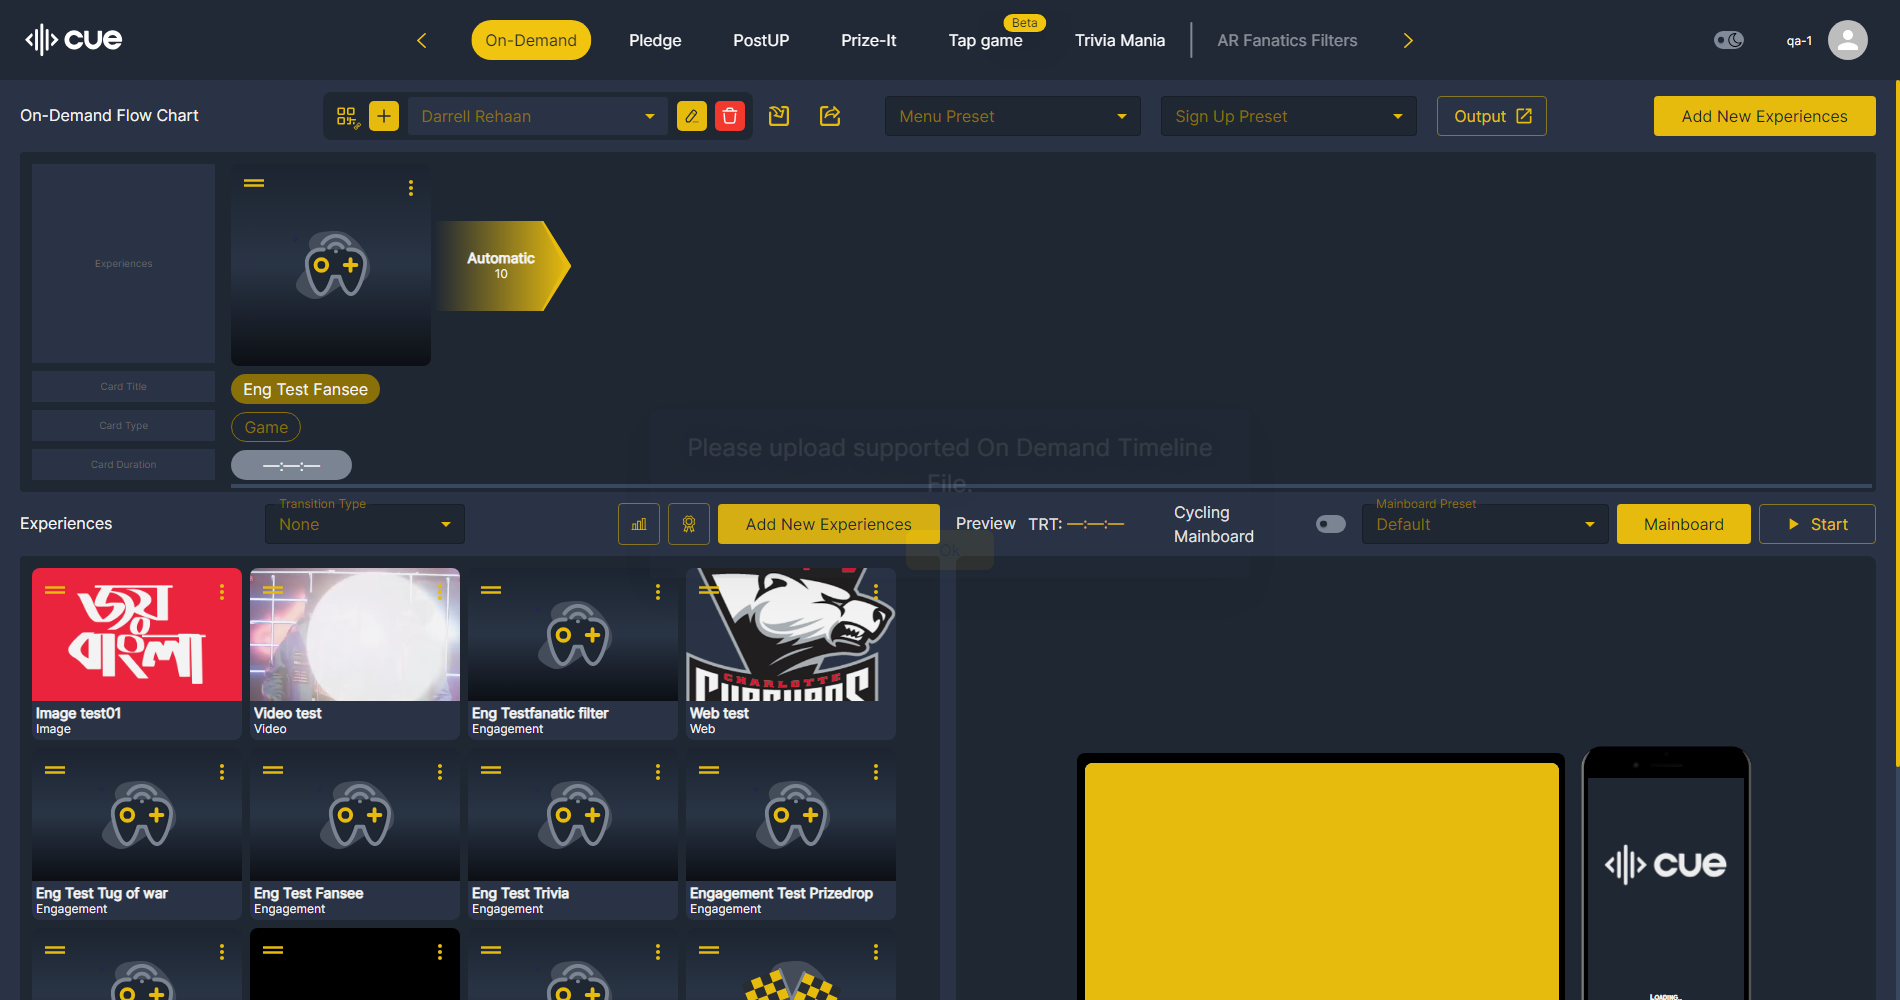 cue
On-Demand
Pledge
PostUP
Prize-It
Tap game
Beta
Trivia Mania
AR Fanatics Filters
qa-1
On-Demand Flow Chart
Darrell Rehaan
Menu Preset
Sign Up Preset
Output
Add New Experiences
Experiences
Automatic
10
Card Title
Eng Test Fansee
Card Type
Game
Card Duration
—:—:—
Please upload supported On Demand Timeline
File.
Ok
Experiences
Transition Type
None
Add New Experiences
Preview
TRT: —:—:—
Cycling
Mainboard
Mainboard Preset
Default
Mainboard
Start
জয়
বাংলা
CHARLOTTE
Image test01
Image
Video test
Video
Eng Testfanatic filter
Engagement
Web test
Web
Eng Test Tug of war
Engagement
Eng Test Fansee
Engagement
Eng Test Trivia
Engagement
Engagement Test Prizedrop
Engagement
cue
LOADING..